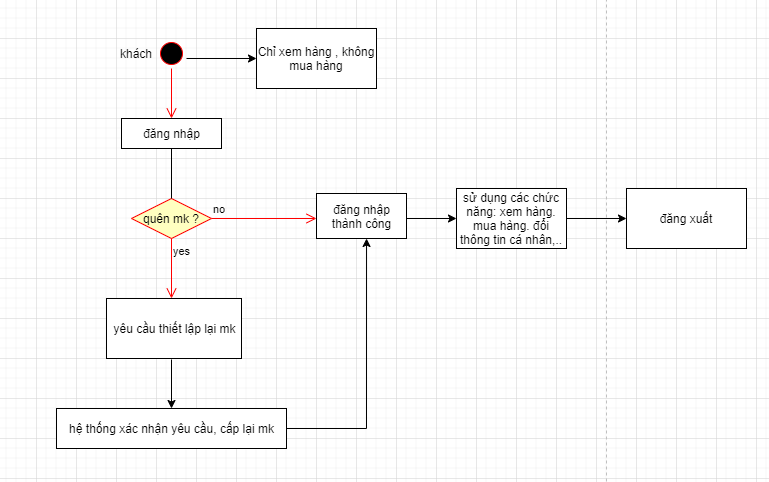 khách
Chỉ xem hàng , không
mua hàng
đăng nhập
quên mk ?
no
yes
đăng nhập
thành công
sử dụng các chức
năng: xem hàng.
mua hàng. đổi
thông tin cá nhân,..
đăng xuất
yêu cầu thiết lập lại mk
hệ thống xác nhận yêu cầu, cấp lại mk